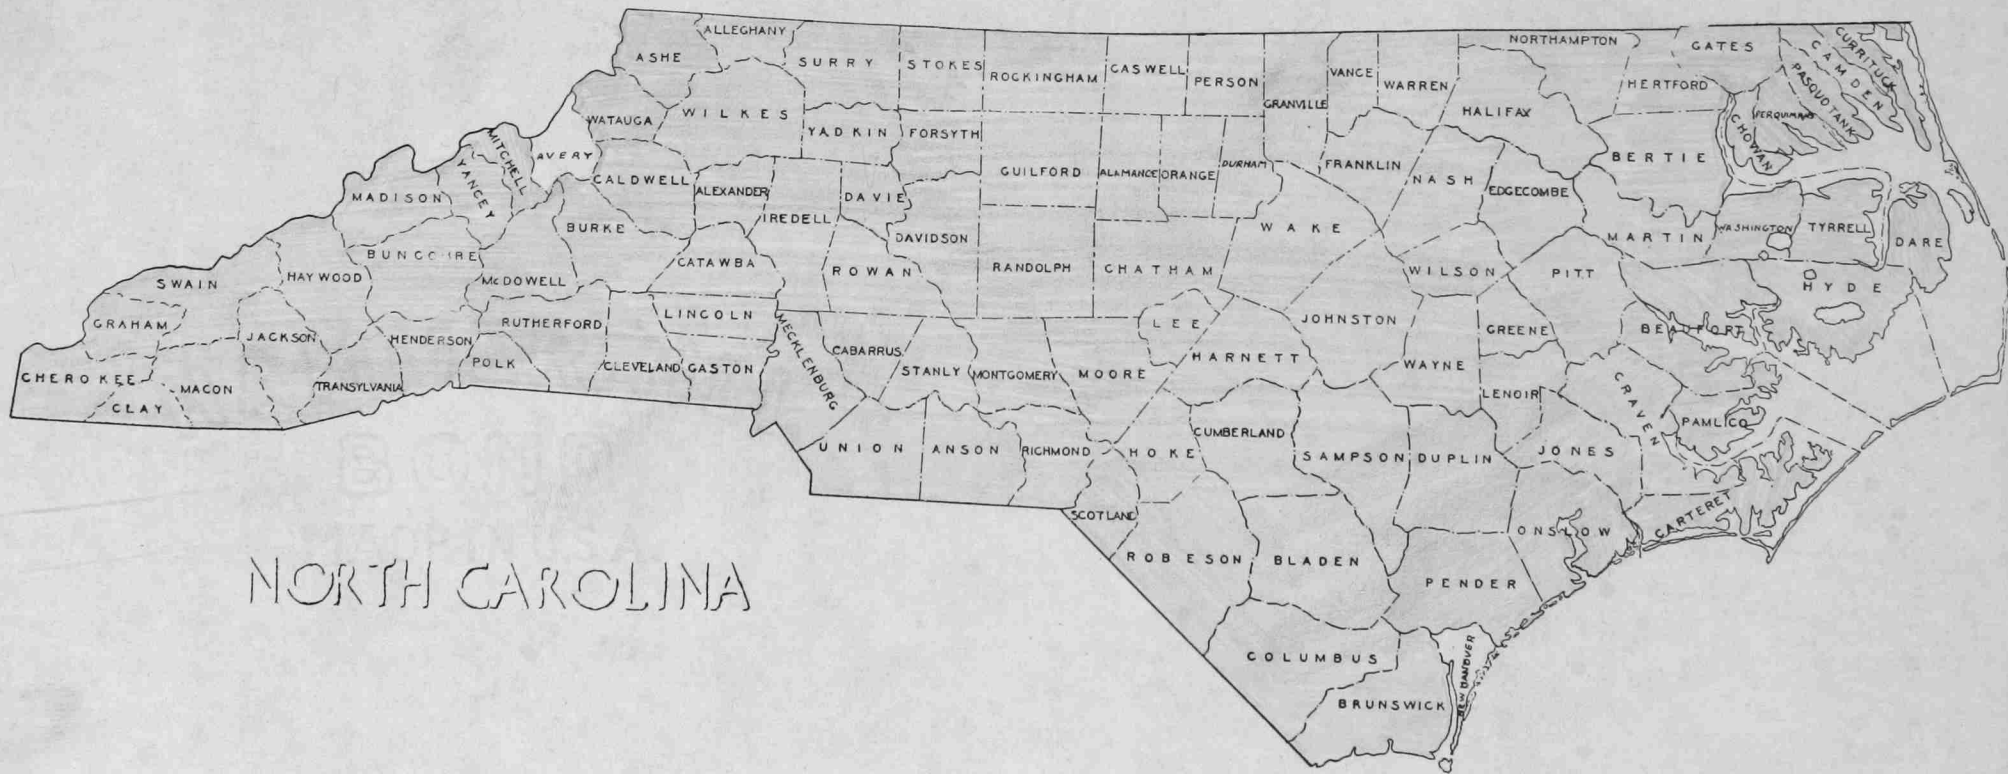 ALLEGHANY
ASHE
SURRY
STOKES
ROCKINGHAM
CASWELL
PERSON
GRANVILLE
VANCE
WARREN
NORTHAMPTON
GATES
CURRITUCK
CAMDEN
PASQUOTANK
PERQUIMANS
CHOWAN
HERTFORD
HALIFAX
WATAUGA
WILKES
YADKIN
FORSYTH
GUILFORD
ALAMANCE
ORANGE
DURHAM
FRANKLIN
NASH
EDGECOMBE
BERTIE
MITCHELL
AVERY
YANCEY
MADISON
CALDWELL
ALEXANDER
IREDELL
DAVIE
DAVIDSON
WAKE
MARTIN
WASHINGTON
TYRRELL
DARE
BURKE
BUNCOMBE
HAYWOOD
McDOWELL
CATAWBA
ROWAN
RANDOLPH
CHATHAM
WILSON
PITT
HYDE
SWAIN
GRAHAM
JACKSON
HENDERSON
RUTHERFORD
LINCOLN
MECKLENBURG
CABARRUS
LEE
JOHNSTON
GREENE
BEAUFORT
CHEROKEE
MACON
CLAY
TRANSYLVANIA
POLK
CLEVELAND
GASTON
STANLY
MONTGOMERY
MOORE
HARNETT
WAYNE
LENOIR
CRAVEN
PAMLICO
UNION
ANSON
RICHMOND
HOKE
CUMBERLAND
SAMPSON
DUPLIN
JONES
SCOTLAND
ONSLOW
CARTERET
ROBESON
BLADEN
PENDER
NORTH CAROLINA
COLUMBUS
BRUNSWICK
NEW HANOVER